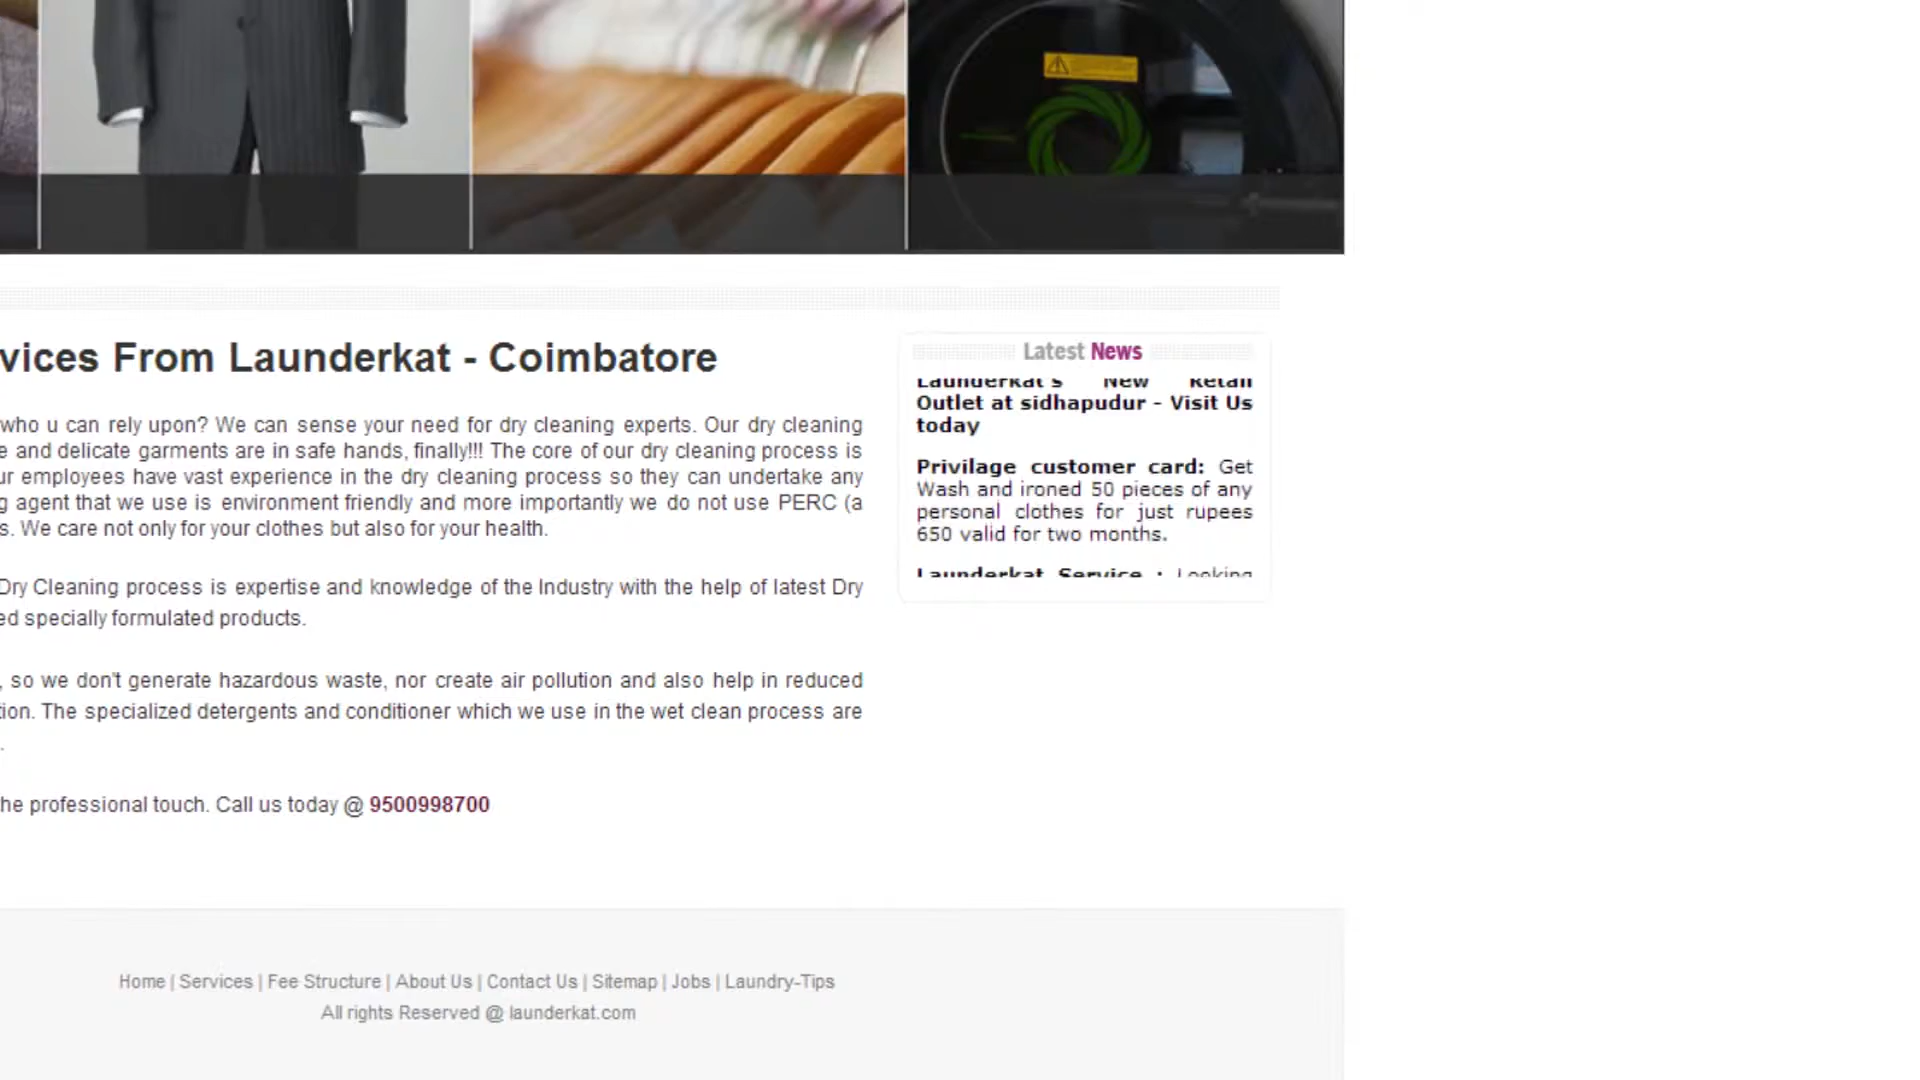 vices From Launderkat - Coimbatore
who u can rely upon? We can sense your need for dry cleaning experts. Our dry cleaning
e and delicate garments are in safe hands, finally!!! The core of our dry cleaning process is
ur employees have vast experience in the dry cleaning process so they can undertake any
g agent that we use is environment friendly and more importantly we do not use PERC (a
s. We care not only for your clothes but also for your health.
Dry Cleaning process is expertise and knowledge of the Industry with the help of latest Dry
ed specially formulated products.
, so we don't generate hazardous waste, nor create air pollution and also help in reduced
tion. The specialized detergents and conditioner which we use in the wet clean process are
.
he professional touch. Call us today @ 9500998700
Latest News
Launderkat's New Retail
Outlet at sidhapudur - Visit Us
today
Privilage customer card: Get
Wash and ironed 50 pieces of any
personal clothes for just rupees
650 valid for two months.
Launderkat Service : Looking
Home | Services | Fee Structure | About Us | Contact Us | Sitemap | Jobs | Laundry-Tips
All rights Reserved @ launderkat.com